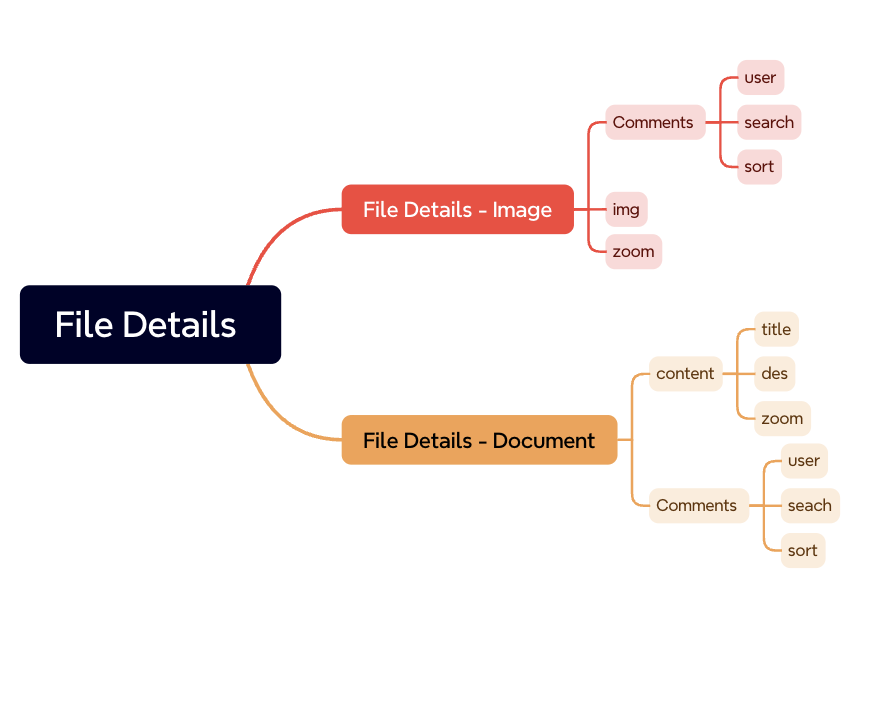 File Details
File Details - Image
Comments
user
search
sort
img
zoom
File Details - Document
content
title
des
zoom
Comments
user
seach
sort